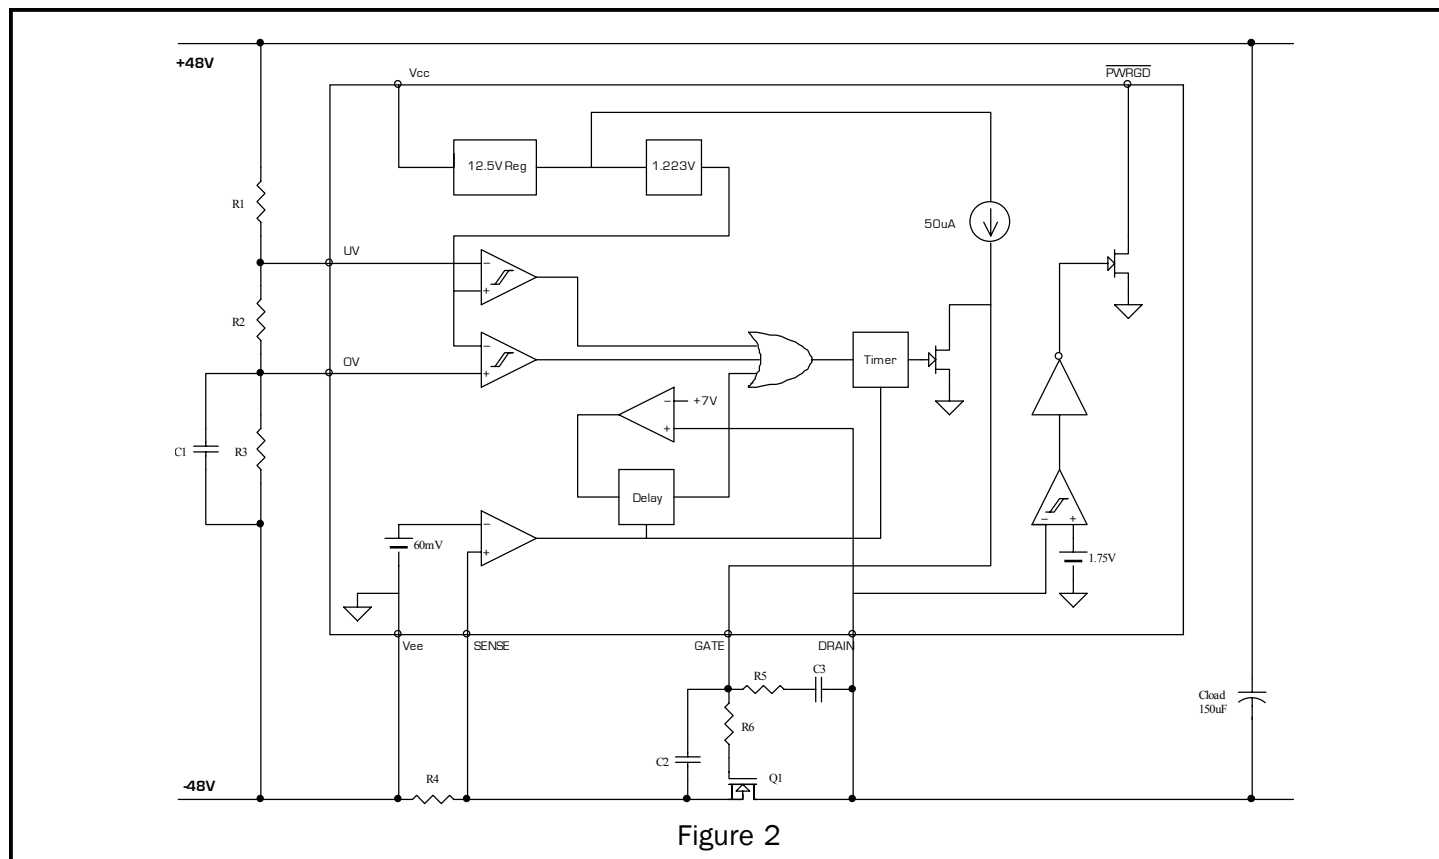 +48V
Vcc
PWRGD
12.5V Reg
1.223V
R1
50uA
UV
−
+
R2
−
+
OV
Timer
− +7V
+
C1
R3
Delay
−
+
60mV
− +
1.75V
Vee
SENSE
GATE
DRAIN
R5
C3
R6
C2
Cload
150uF
R4
Q1
-48V
Figure 2